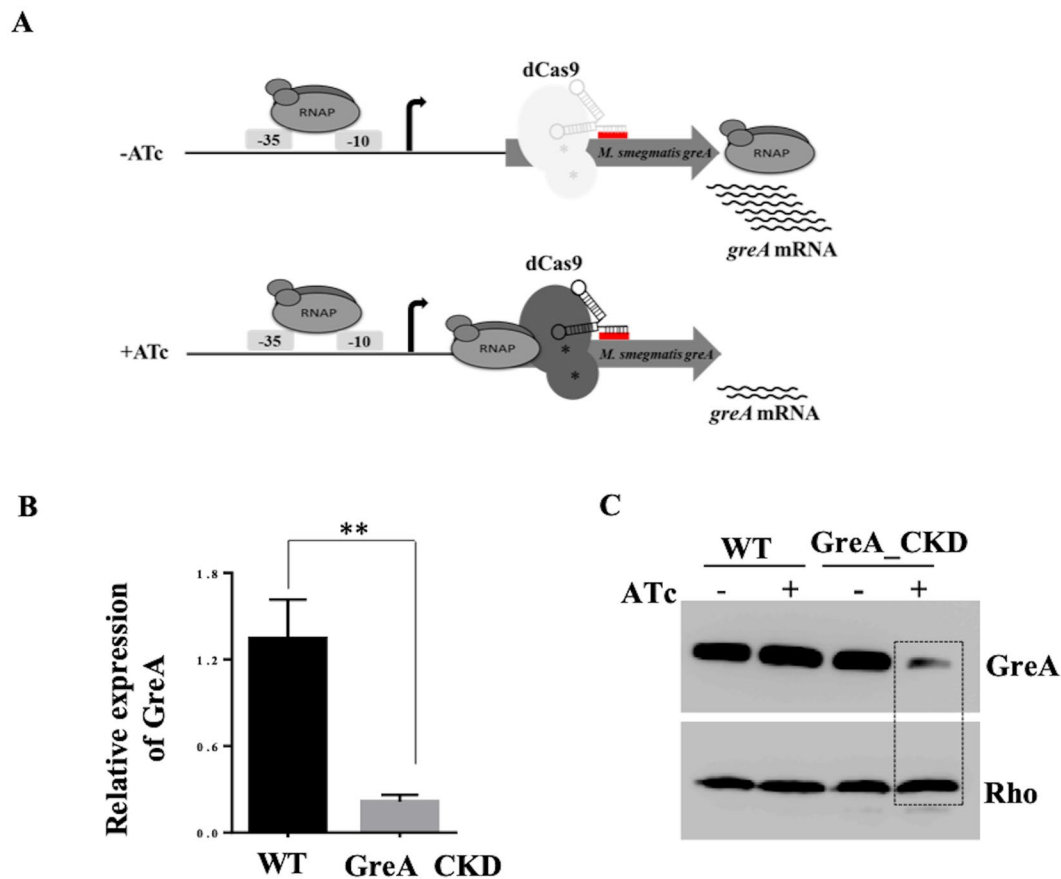 A
dCas9
RNAP
-35 -10
-ATc
* *
M. smegmatis greA
RNAP
greA mRNA
dCas9
RNAP
-35 -10
+ATc
RNAP
* *
M. smegmatis greA
greA mRNA
B
**
Relative expression
of GreA
1.8
1.2
0.6
0.0
WT GreA CKD
C
WT GreA_CKD
ATc - + - +
GreA
Rho